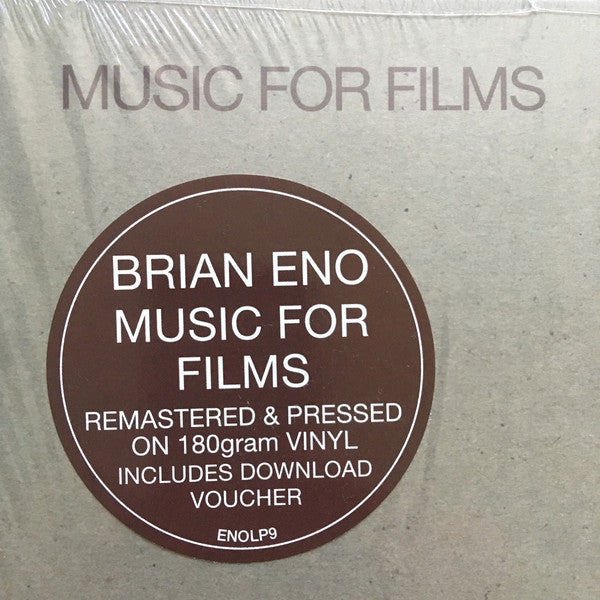 MUSIC FOR FILMS
BRIAN ENO
MUSIC FOR
FILMS
REMASTERED & PRESSED
ON 180gram VINYL
INCLUDES DOWNLOAD
VOUCHER
ENOLP9